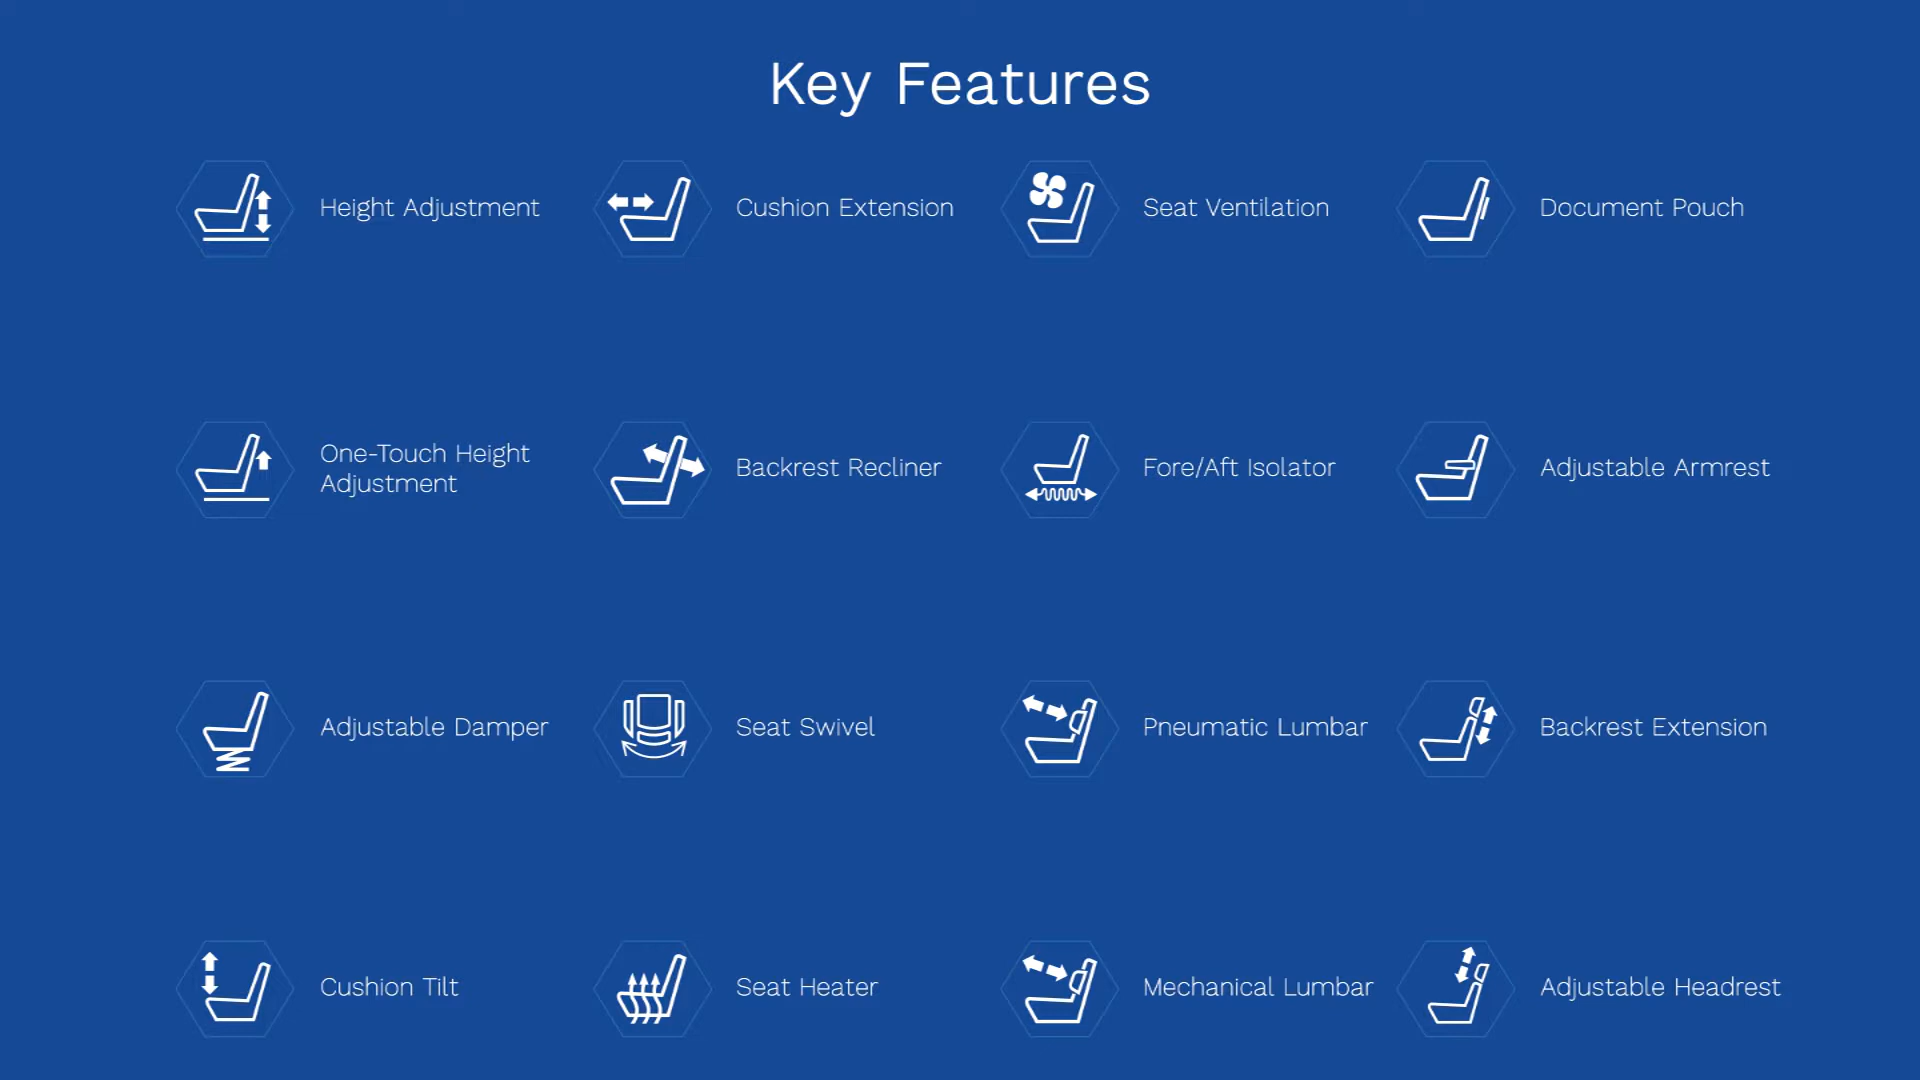 Key Features
Height Adjustment
Cushion Extension
Seat Ventilation
Document Pouch
One-Touch Height
Adjustment
Backrest Recliner
Fore/Aft Isolator
Adjustable Armrest
Adjustable Damper
Seat Swivel
Pneumatic Lumbar
Backrest Extension
Cushion Tilt
Seat Heater
Mechanical Lumbar
Adjustable Headrest